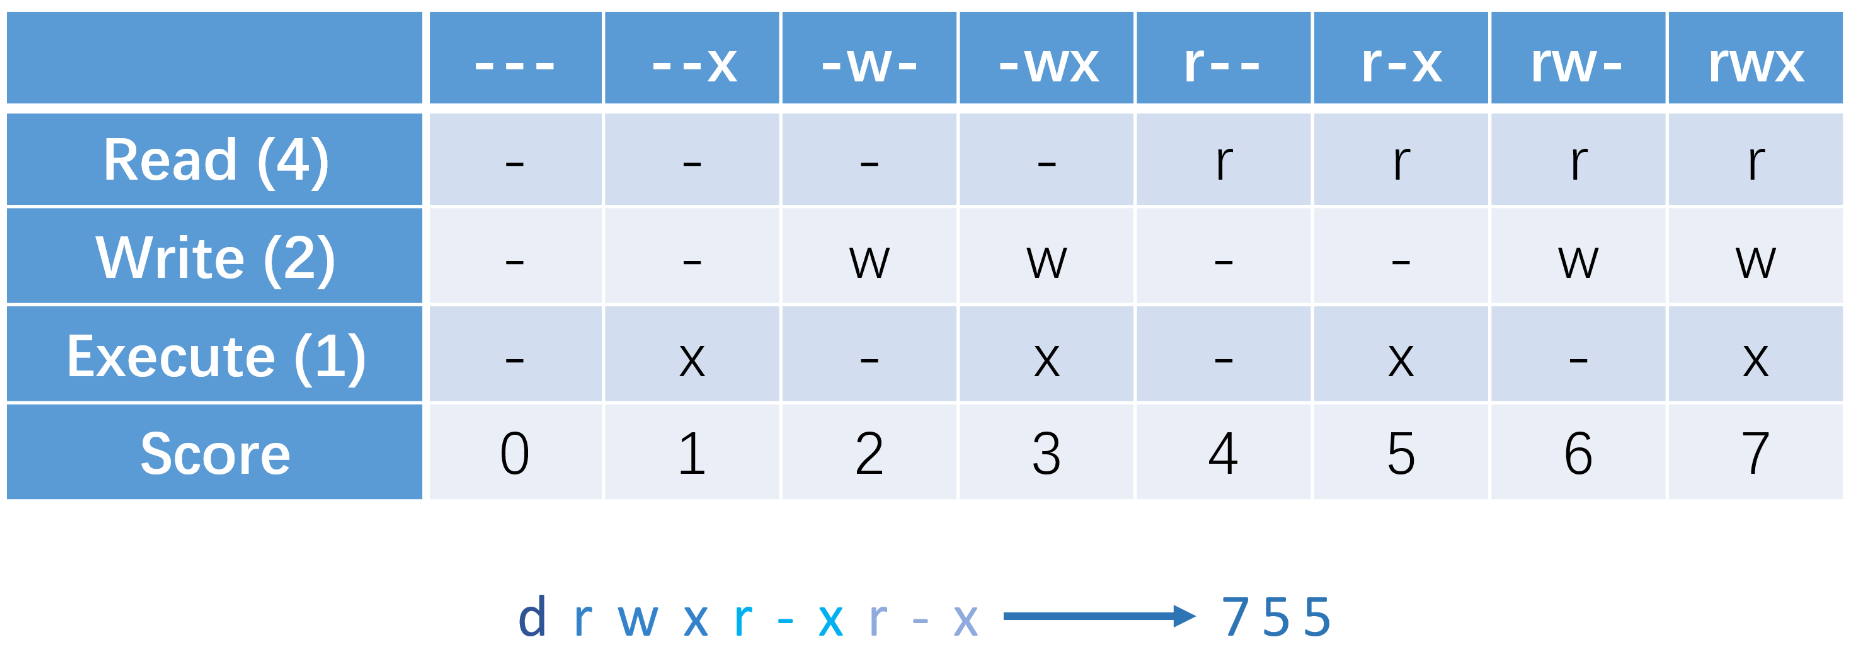 --- --x -w- -wx r-- r-x rw- rwx
Read (4) - - - - r r r r
Write (2) - - w w - - w w
Execute (1) - x - x - x - x
Score 0 1 2 3 4 5 6 7
d r w x r - x r - x 7 5 5